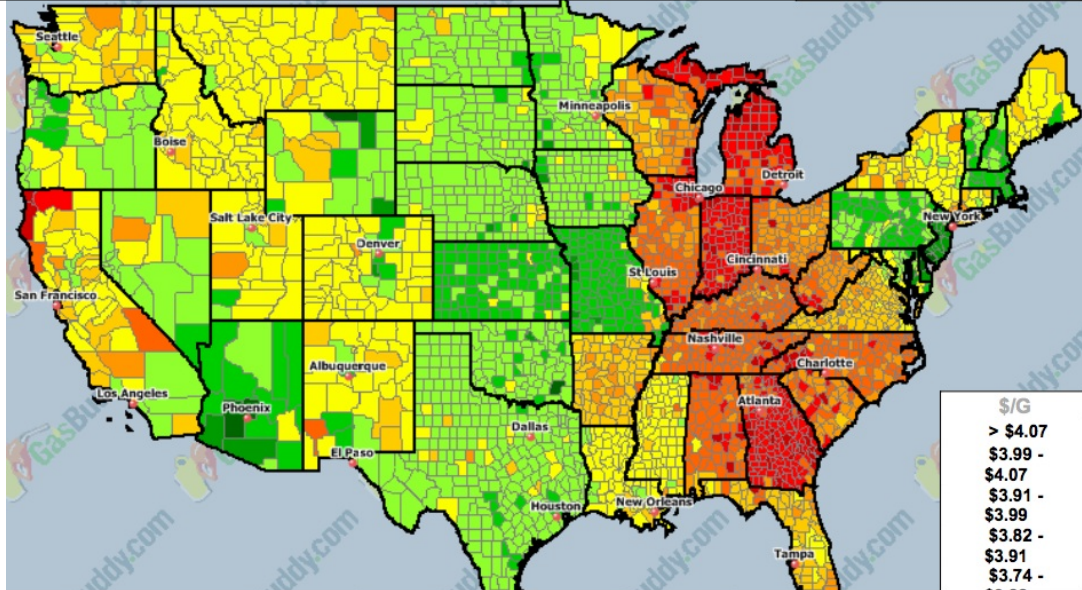 Seattle
Minneapolis
Boise
Detroit
Chicago
Salt Lake City
New York
Denver
Cincinnati
St Louis
San Francisco
Nashville
Charlotte
Albuquerque
Los Angeles
Atlanta
Phoenix
Dallas
El Paso
New Orleans
Houston
Tampa
$/G
> $4.07
$3.99 -
$4.07
$3.91 -
$3.99
$3.82 -
$3.91
$3.74 -
GasBuddy.com